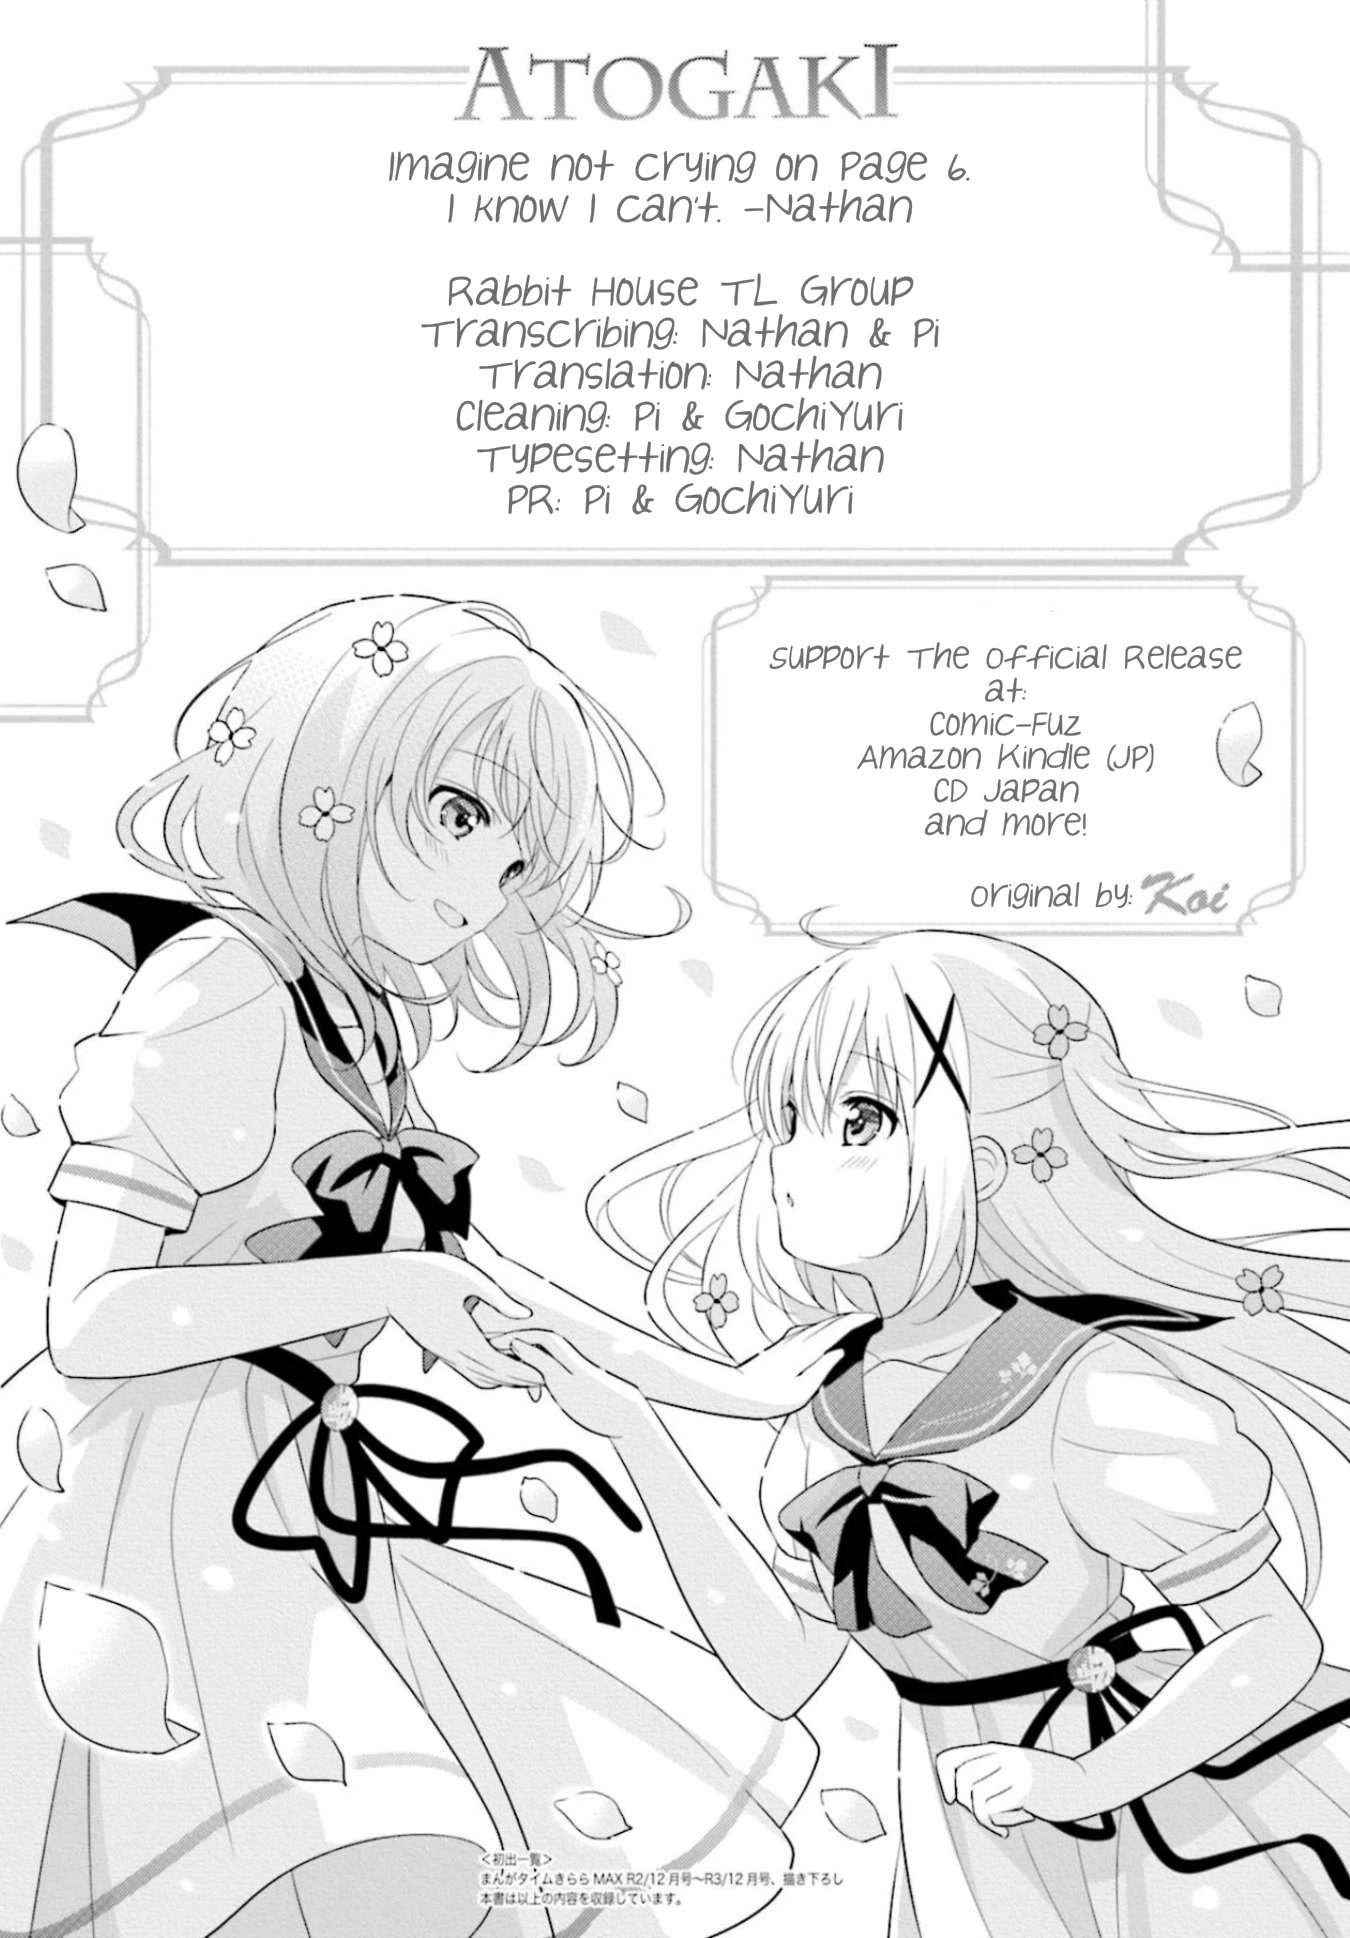 ATOGAKI
Imagine not crying on Page 6.
I know I can't. -Nathan
Rabbit House TL Group
Transcribing: Nathan & Pi
Translation: Nathan
Cleaning: Pi & GochiYuri
Typesetting: Nathan
PR: Pi & GochiYuri
Support The Official Release
at:
Comic-Fuz
Amazon Kindle (JP)
CD Japan
and more!
Original by: Koi
<初出一覧>
まんがタイムきららMAX R2/12月号~R3/12月号、描き下ろし
本書は以上の内容を収録しています。